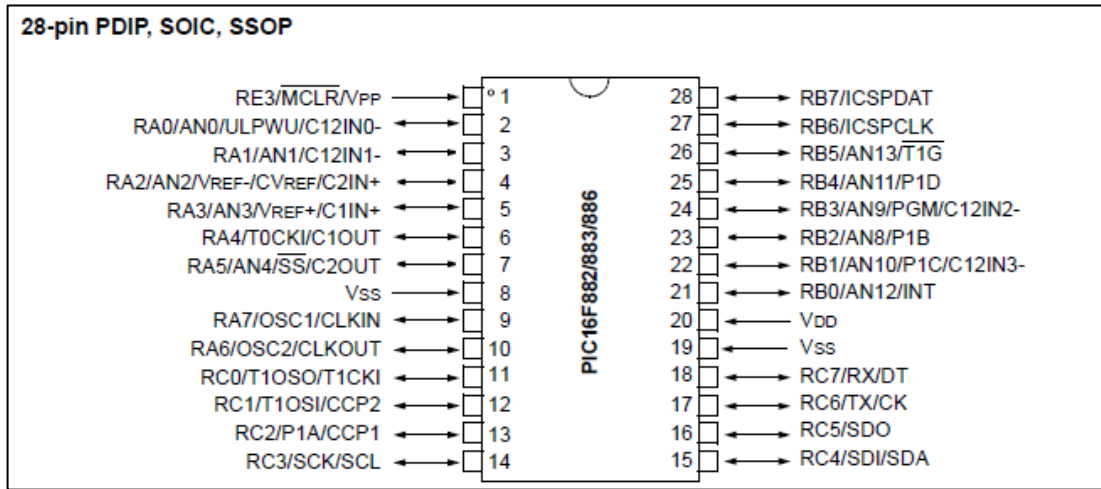 28-pin PDIP, SOIC, SSOP
RE3/MCLR/VPP 1 28 RB7/ICSPDAT
RA0/AN0/ULPWU/C12IN0- 2 27 RB6/ICSPCLK
RA1/AN1/C12IN1- 3 26 RB5/AN13/T1G
RA2/AN2/VREF-/CVREF/C2IN+ 4 25 RB4/AN11/P1D
RA3/AN3/VREF+/C1IN+ 5 24 RB3/AN9/PGM/C12IN2-
RA4/T0CKI/C1OUT 6 23 RB2/AN8/P1B
RA5/AN4/SS/C2OUT 7 22 RB1/AN10/P1C/C12IN3-
VSS 8 21 RB0/AN12/INT
RA7/OSC1/CLKIN 9 20 VDD
RA6/OSC2/CLKOUT 10 19 VSS
RC0/T1OSO/T1CKI 11 18 RC7/RX/DT
RC1/T1OSI/CCP2 12 17 RC6/TX/CK
RC2/P1A/CCP1 13 16 RC5/SDO
RC3/SCK/SCL 14 15 RC4/SDI/SDA
PIC16F882/883/886